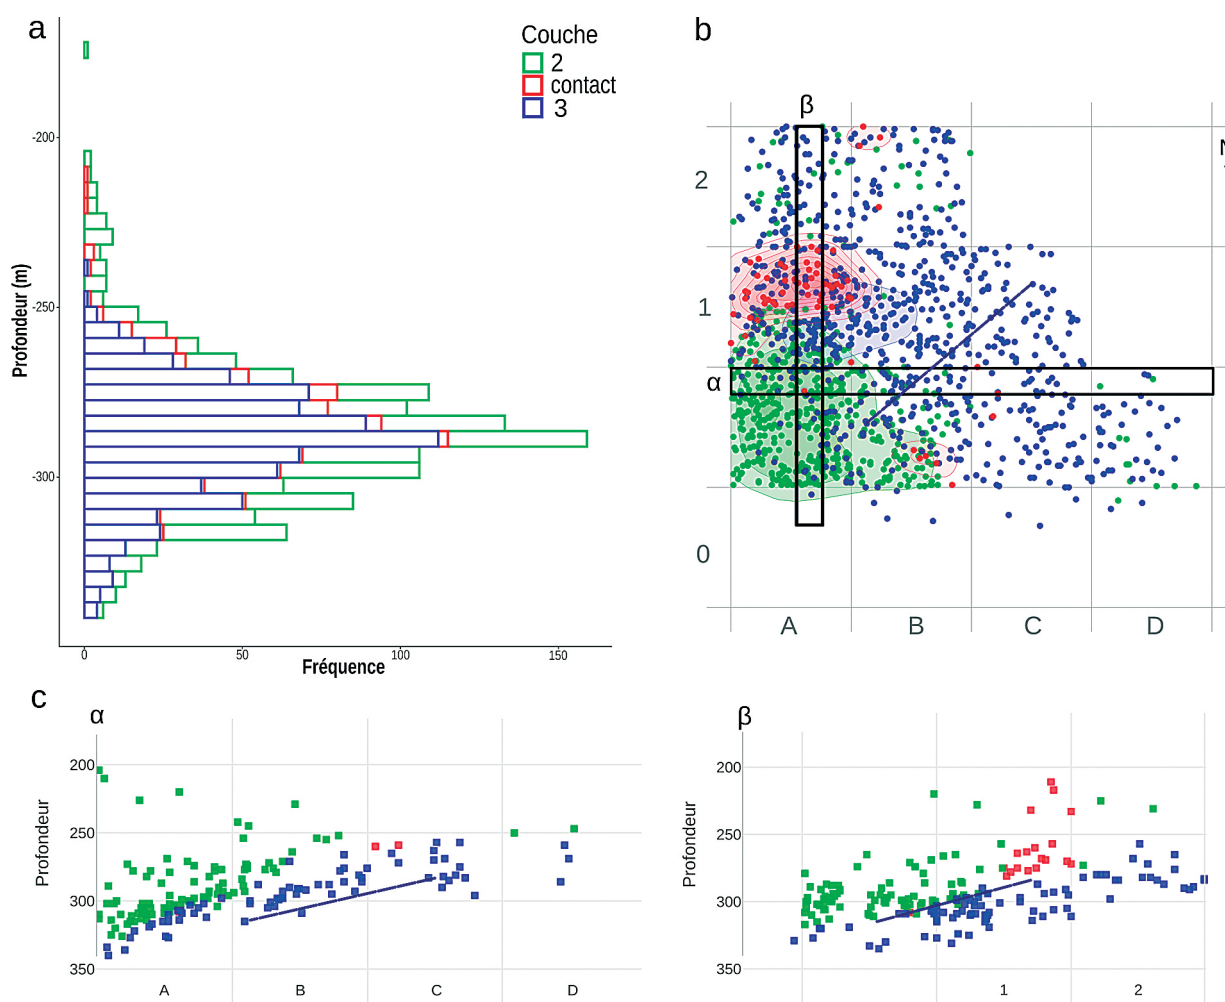 a
Couche
2
contact
3
-200
-250
-300
Profondeur (m)
0
50
100
150
Fréquence
b
β
N
2
1
α
0
A
B
C
D
c
α
200
250
300
350
Profondeur
A
B
C
D
β
200
250
300
350
Profondeur
1
2